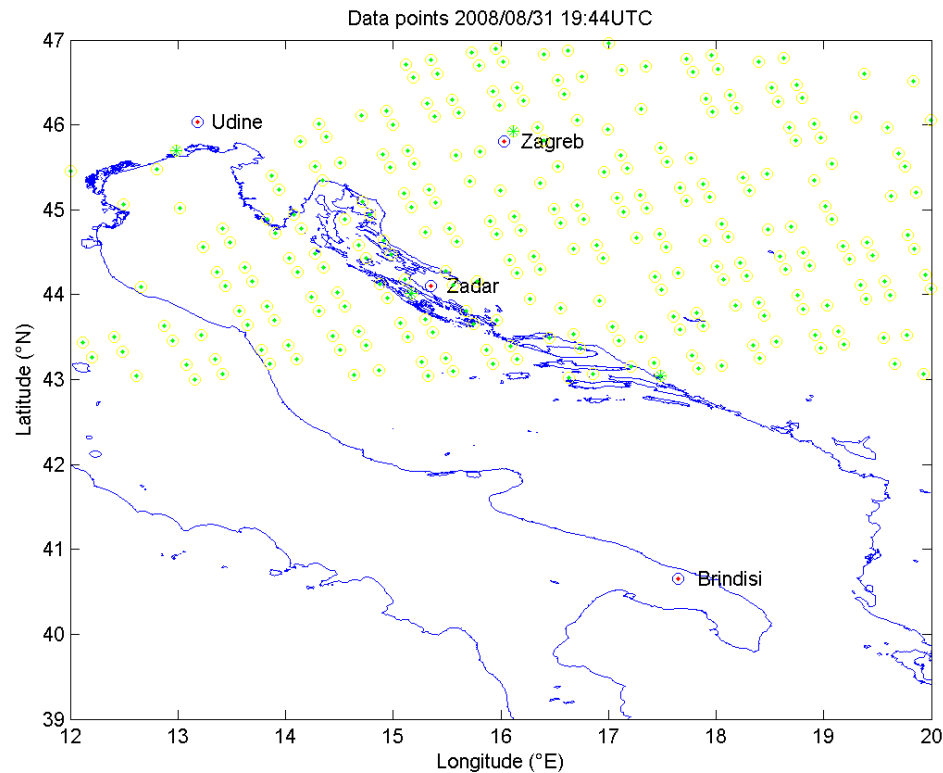 Data points 2008/08/31 19:44UTC
47
46
45
44
43
42
41
40
39
Latitude (°N)
Udine
Zagreb
Zadar
Brindisi
12 13 14 15 16 17 18 19 20
Longitude (°E)